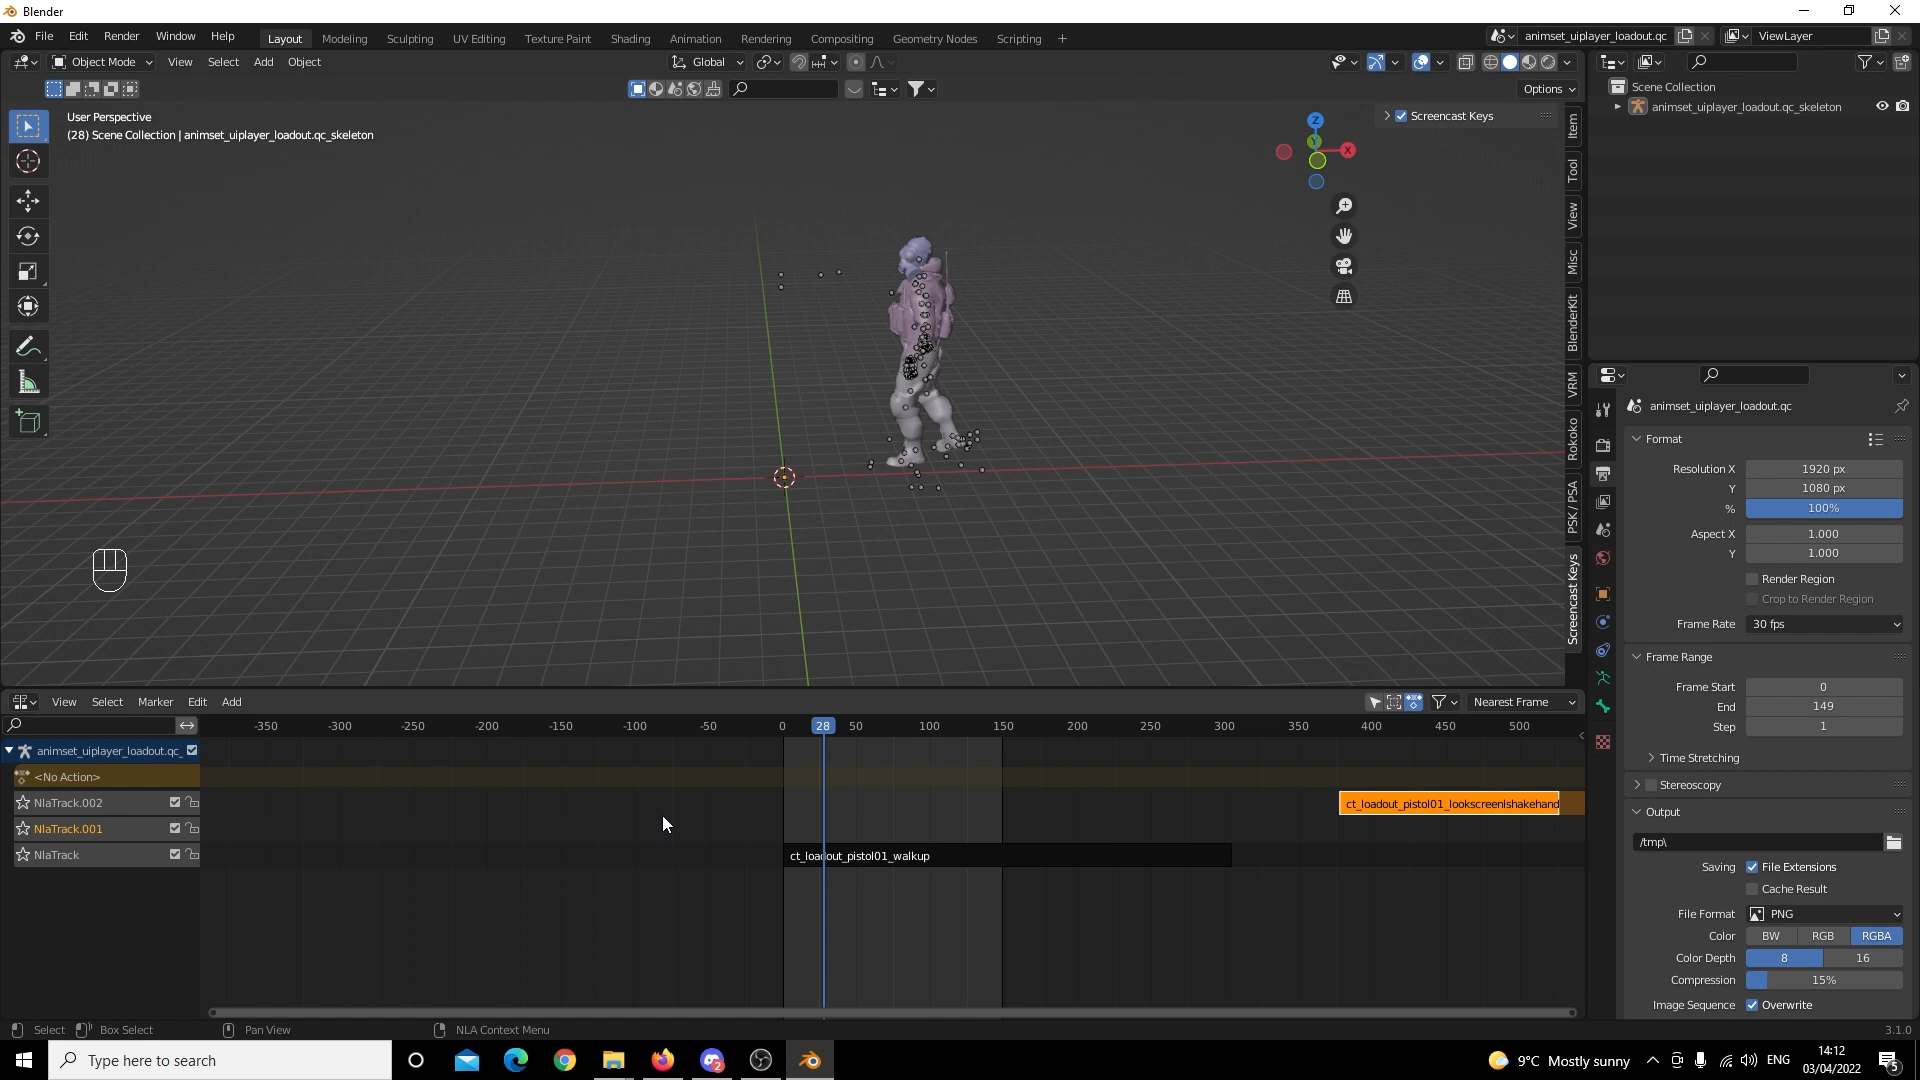 Blender
File Edit Render Window Help
Layout Modeling Sculpting UV Editing Texture Paint Shading Animation Rendering Compositing Geometry Nodes Scripting +
animset_uiplayer_loadout.qc
ViewLayer
Object Mode View Select Add Object
Global
Options
User Perspective
(28) Scene Collection | animset_uiplayer_loadout.qc_skeleton
Screencast Keys
Z
Y
X
Item
Tool
View
Misc
BlenderKit
VRM
Rokoko
PSK / PSA
Screencast Keys
Scene Collection
animset_uiplayer_loadout.qc_skeleton
animset_uiplayer_loadout.qc
Format
Resolution X 1920 px
Y 1080 px
% 100%
Aspect X 1.000
Y 1.000
Render Region
Crop to Render Region
Frame Rate 30 fps
Frame Range
Frame Start 0
End 149
Step 1
Time Stretching
Stereoscopy
Output
/tmp\
Saving File Extensions
Cache Result
File Format PNG
Color BW RGB RGBA
Color Depth 8 16
Compression 15%
Image Sequence Overwrite
View Select Marker Edit Add
Nearest Frame
-350 -300 -250 -200 -150 -100 -50 0 28 50 100 150 200 250 300 350 400 450 500
animset_uiplayer_loadout.qc_
<No Action>
NlaTrack.002
ct_loadout_pistol01_lookscreenlshakehand
NlaTrack.001
NlaTrack
ct_loadout_pistol01_walkup
Select Box Select Pan View NLA Context Menu
3.1.0
Type here to search
2
9°C Mostly sunny
ENG
14:12
03/04/2022
5